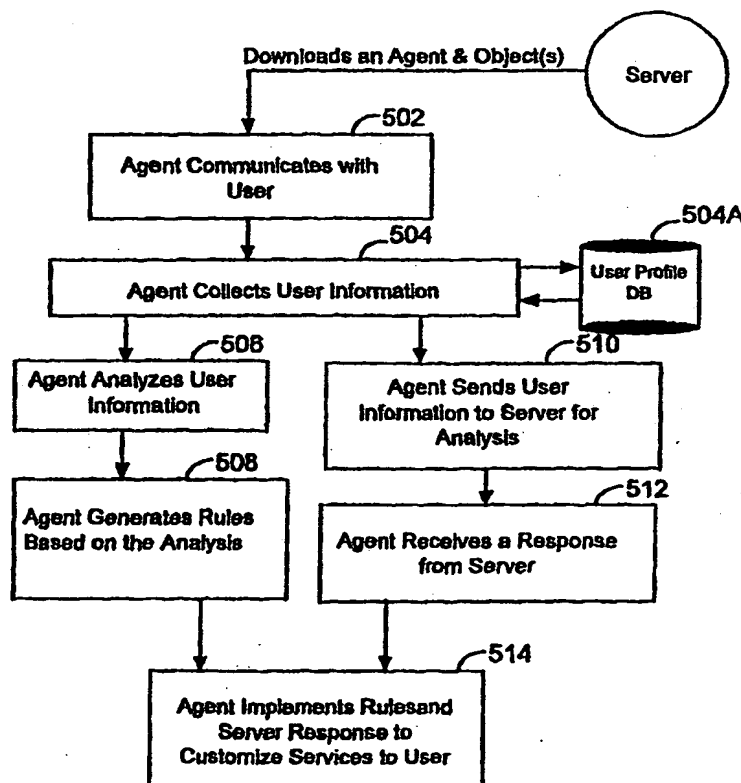 Downloads an Agent & Object(s)
Server
502
Agent Communicates with
User
504
504A
Agent Collects User Information
User Profile
DB
506
Agent Analyzes User
Information
510
Agent Sends User
Information to Server for
Analysis
508
Agent Generates Rules
Based on the Analysis
512
Agent Receives a Response
from Server
514
Agent Implements Rulesand
Server Response to
Customize Services to User